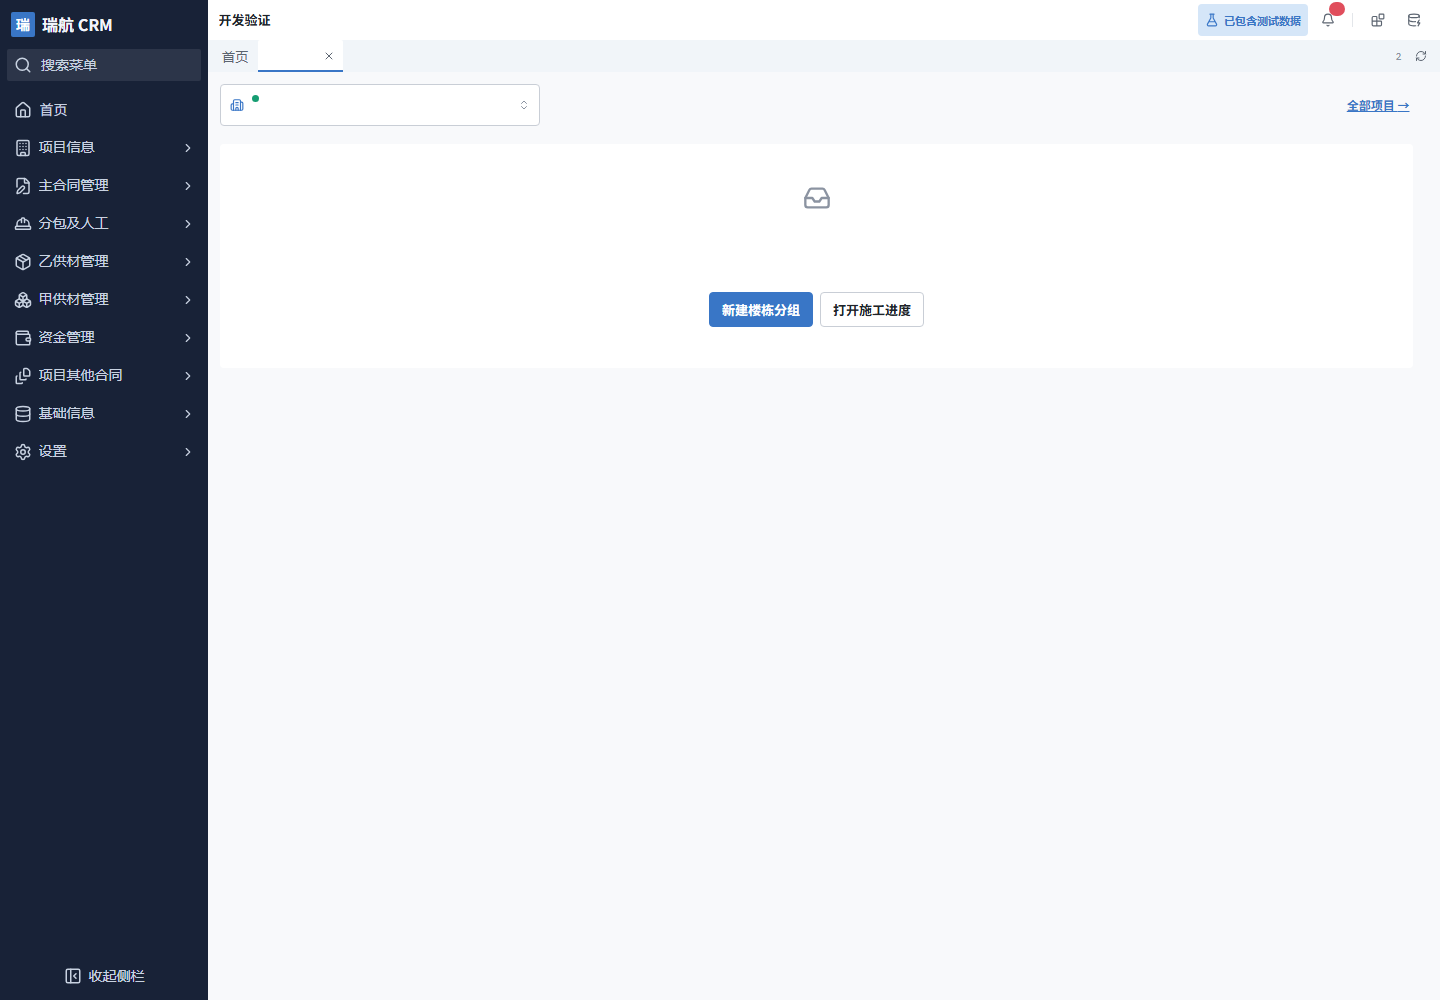 瑞 瑞航 CRM
搜索菜单
首页
项目信息
主合同管理
分包及人工
乙供材管理
甲供材管理
资金管理
项目其他合同
基础信息
设置
收起侧栏
开发验证
已包含测试数据
首页
2
全部项目 →
新建楼栋分组
打开施工进度